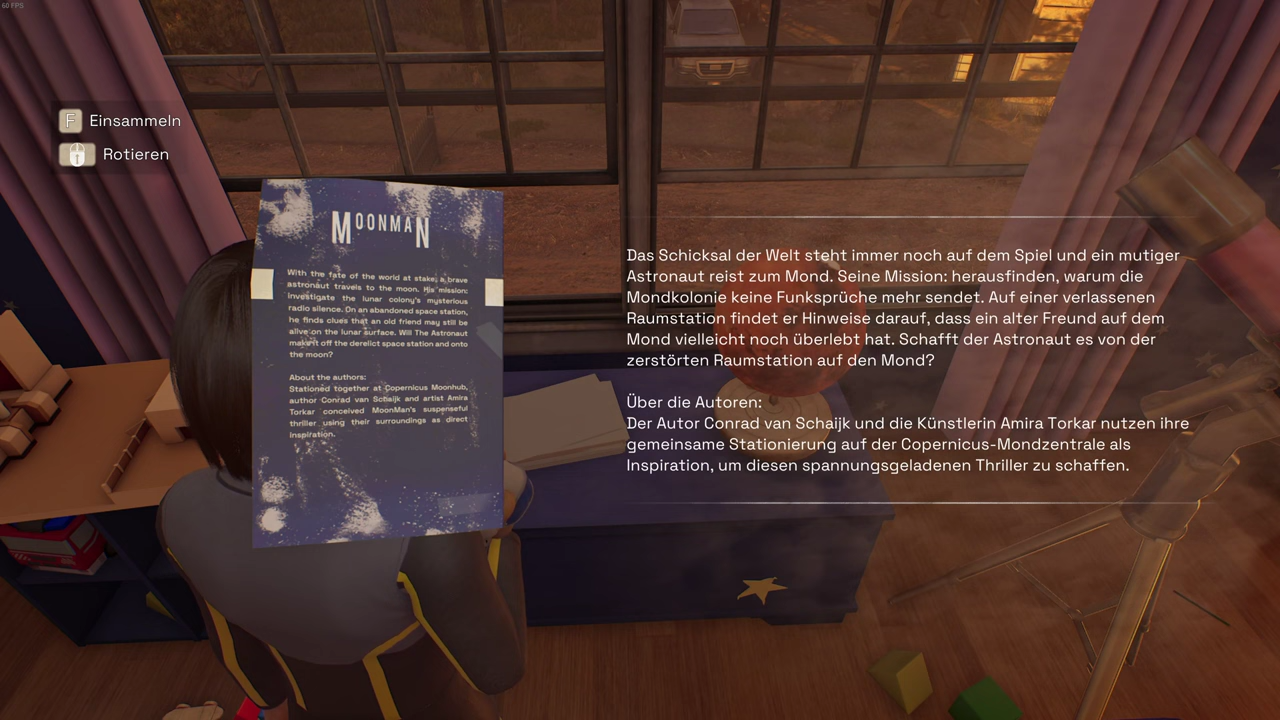 60 FPS
F Einsammeln
Rotieren
MOONMAN
With the fate of the world at stake, a brave
astronaut travels to the moon. His mission:
investigate the lunar colony's mysterious
radio silence. On an abandoned space station,
he finds clues that an old friend may still be
alive on the lunar surface. Will The Astronaut
make it off the derelict space station and onto
the moon?
About the authors:
Stationed together at Copernicus Moonhub,
author Conrad van Schaijk and artist Amira
Torkar conceived MoonMan's suspenseful
thriller using their surroundings as direct
inspiration.
Das Schicksal der Welt steht immer noch auf dem Spiel und ein mutiger
Astronaut reist zum Mond. Seine Mission: herausfinden, warum die
Mondkolonie keine Funksprüche mehr sendet. Auf einer verlassenen
Raumstation findet er Hinweise darauf, dass ein alter Freund auf dem
Mond vielleicht noch überlebt hat. Schafft der Astronaut es von der
zerstörten Raumstation auf den Mond?
Über die Autoren:
Der Autor Conrad van Schaijk und die Künstlerin Amira Torkar nutzen ihre
gemeinsame Stationierung auf der Copernicus-Mondzentrale als
Inspiration, um diesen spannungsgeladenen Thriller zu schaffen.